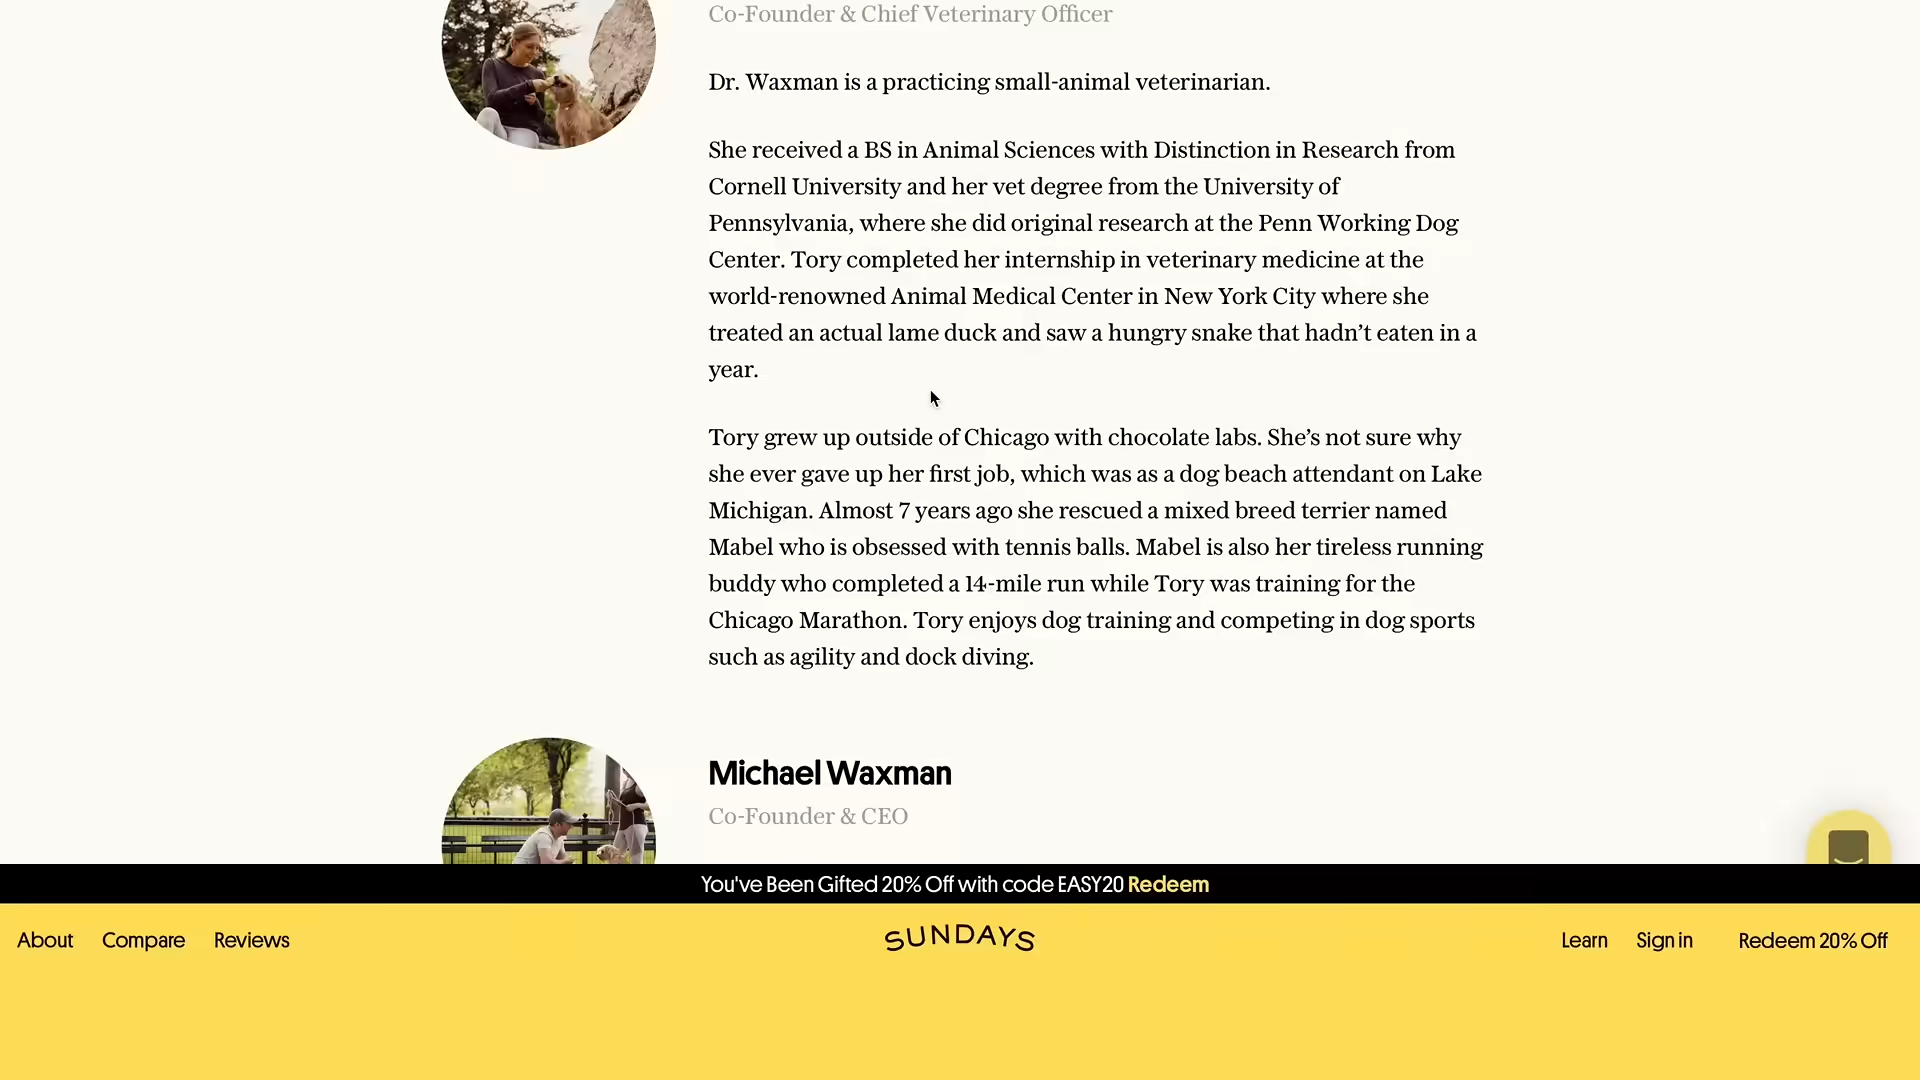 Co-Founder & Chief Veterinary Officer
Dr. Waxman is a practicing small-animal veterinarian.
She received a BS in Animal Sciences with Distinction in Research from
Cornell University and her vet degree from the University of
Pennsylvania, where she did original research at the Penn Working Dog
Center. Tory completed her internship in veterinary medicine at the
world-renowned Animal Medical Center in New York City where she
treated an actual lame duck and saw a hungry snake that hadn’t eaten in a
year.
Tory grew up outside of Chicago with chocolate labs. She’s not sure why
she ever gave up her first job, which was as a dog beach attendant on Lake
Michigan. Almost 7 years ago she rescued a mixed breed terrier named
Mabel who is obsessed with tennis balls. Mabel is also her tireless running
buddy who completed a 14-mile run while Tory was training for the
Chicago Marathon. Tory enjoys dog training and competing in dog sports
such as agility and dock diving.
Michael Waxman
Co-Founder & CEO
You've Been Gifted 20% Off with code EASY20 Redeem
About Compare Reviews SUNDAYS Learn Sign in Redeem 20% Off